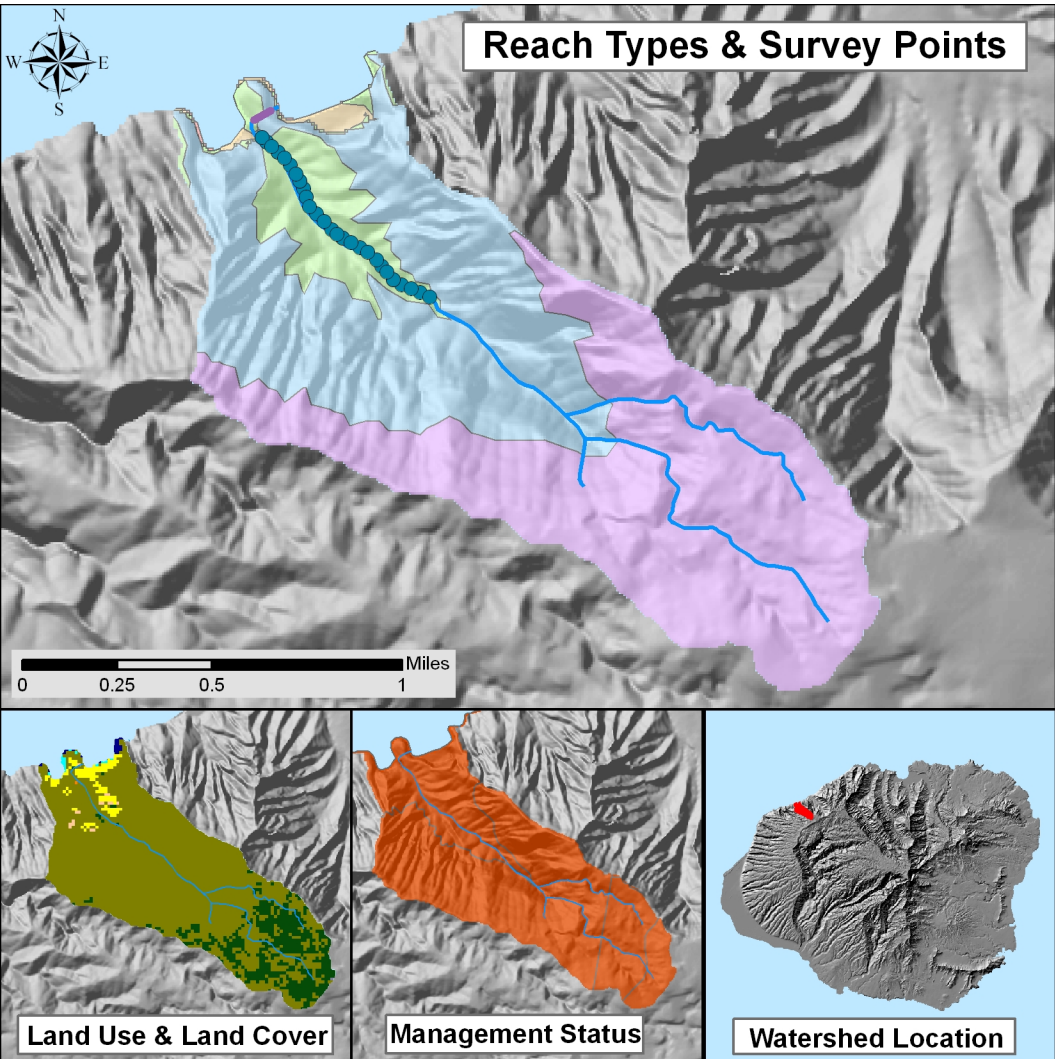 N
W E
S
Reach Types & Survey Points
Miles
0 0.25 0.5 1
Land Use & Land Cover
Management Status
Watershed Location